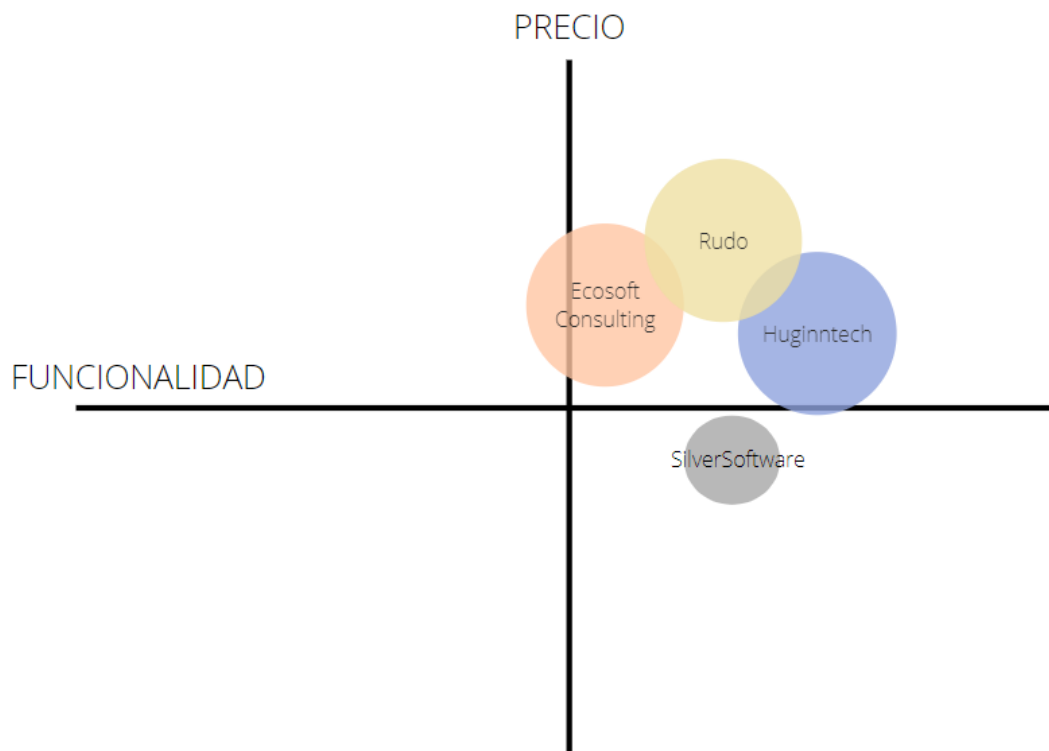 PRECIO
Rudo
Ecosoft
Consulting
Huginntech
FUNCIONALIDAD
SilverSoftware